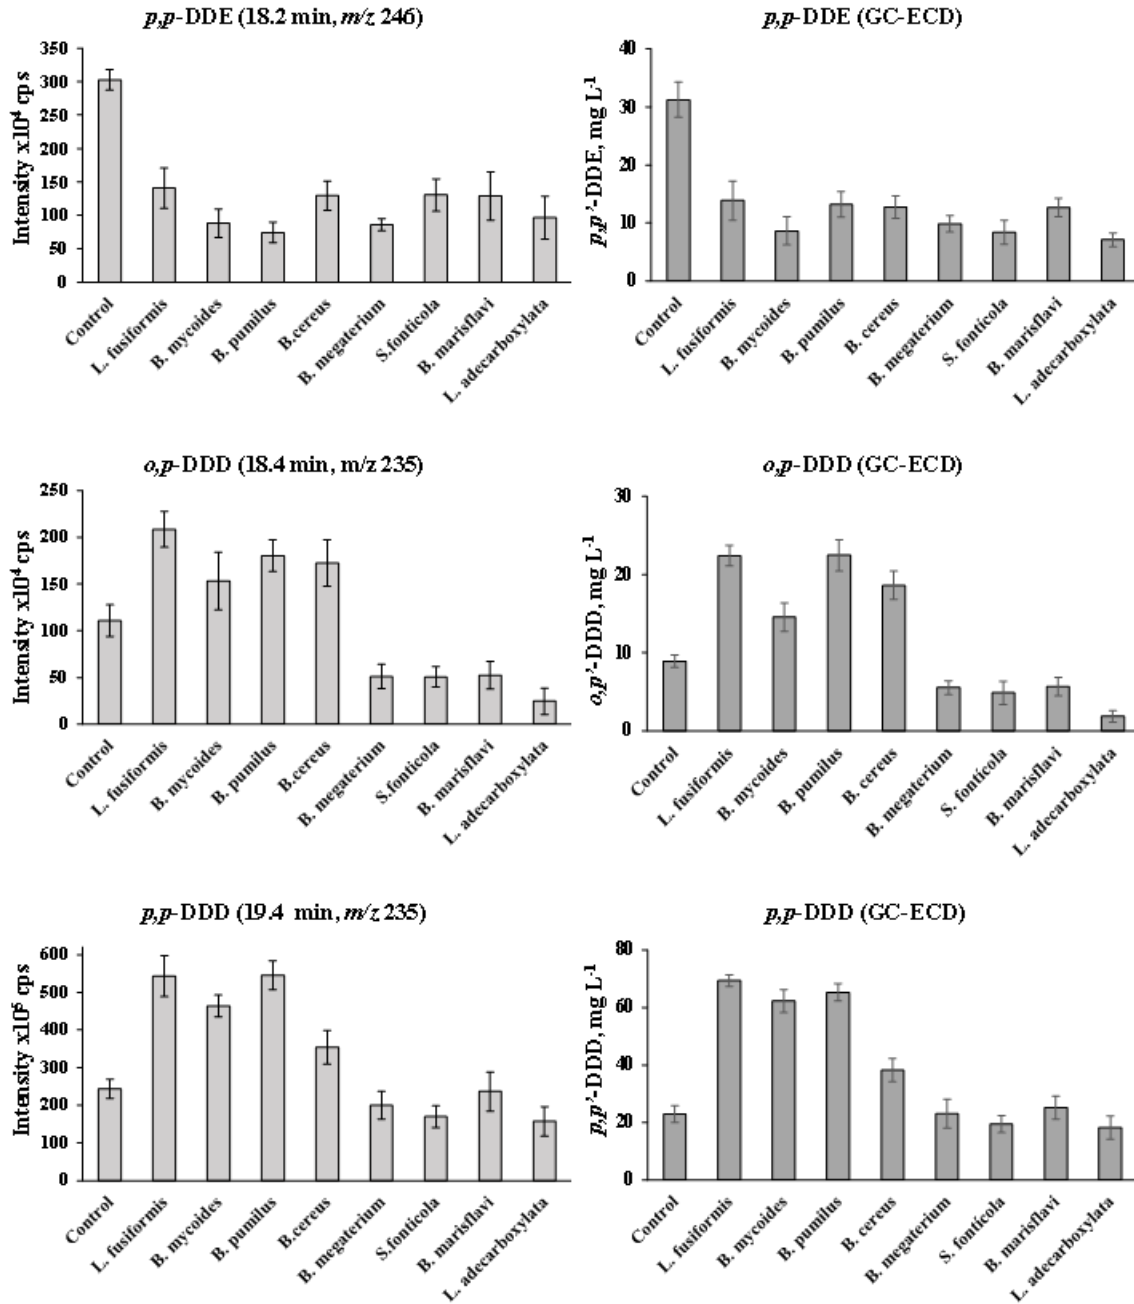 p,p-DDE (18.2 min, m/z 246)
Intensity x10⁴ cps
350
300
250
200
150
100
50
0
Control
L. fusiformis
B. mycoides
B. pumilus
B.cereus
B. megaterium
S.fonticola
B. marisflavi
L. adecarboxylata
p,p-DDE (GC-ECD)
p,p'-DDE, mg L⁻¹
40
30
20
10
0
Control
L. fusiformis
B. mycoides
B. pumilus
B. cereus
B. megaterium
S. fontícola
B. marisflavi
L. adecarboxylata
o,p-DDD (18.4 min, m/z 235)
Intensity x10⁴ cps
250
200
150
100
50
0
Control
L. fusiformis
B. mycoides
B. pumilus
B.cereus
B. megaterium
S.fonticola
B. marisflavi
L. adecarboxylata
o,p-DDD (GC-ECD)
o,p'-DDD, mg L⁻¹
30
20
10
0
Control
L. fusiformis
B. mycoides
B. pumilus
B. cereus
B. megaterium
S. fontícola
B. marisflavi
L. adecarboxylata
p,p-DDD (19.4 min, m/z 235)
Intensity x10⁵ cps
600
500
400
300
200
100
0
Control
L. fusiformis
B. mycoides
B. pumilus
B.cereus
B. megaterium
S.fonticola
B. marisflavi
L. adecarboxylata
p,p-DDD (GC-ECD)
p,p'-DDD, mg L⁻¹
80
60
40
20
0
Control
L. fusiformis
B. mycoides
B. pumilus
B. cereus
B. megaterium
S. fontícola
B. marisflavi
L. adecarboxylata